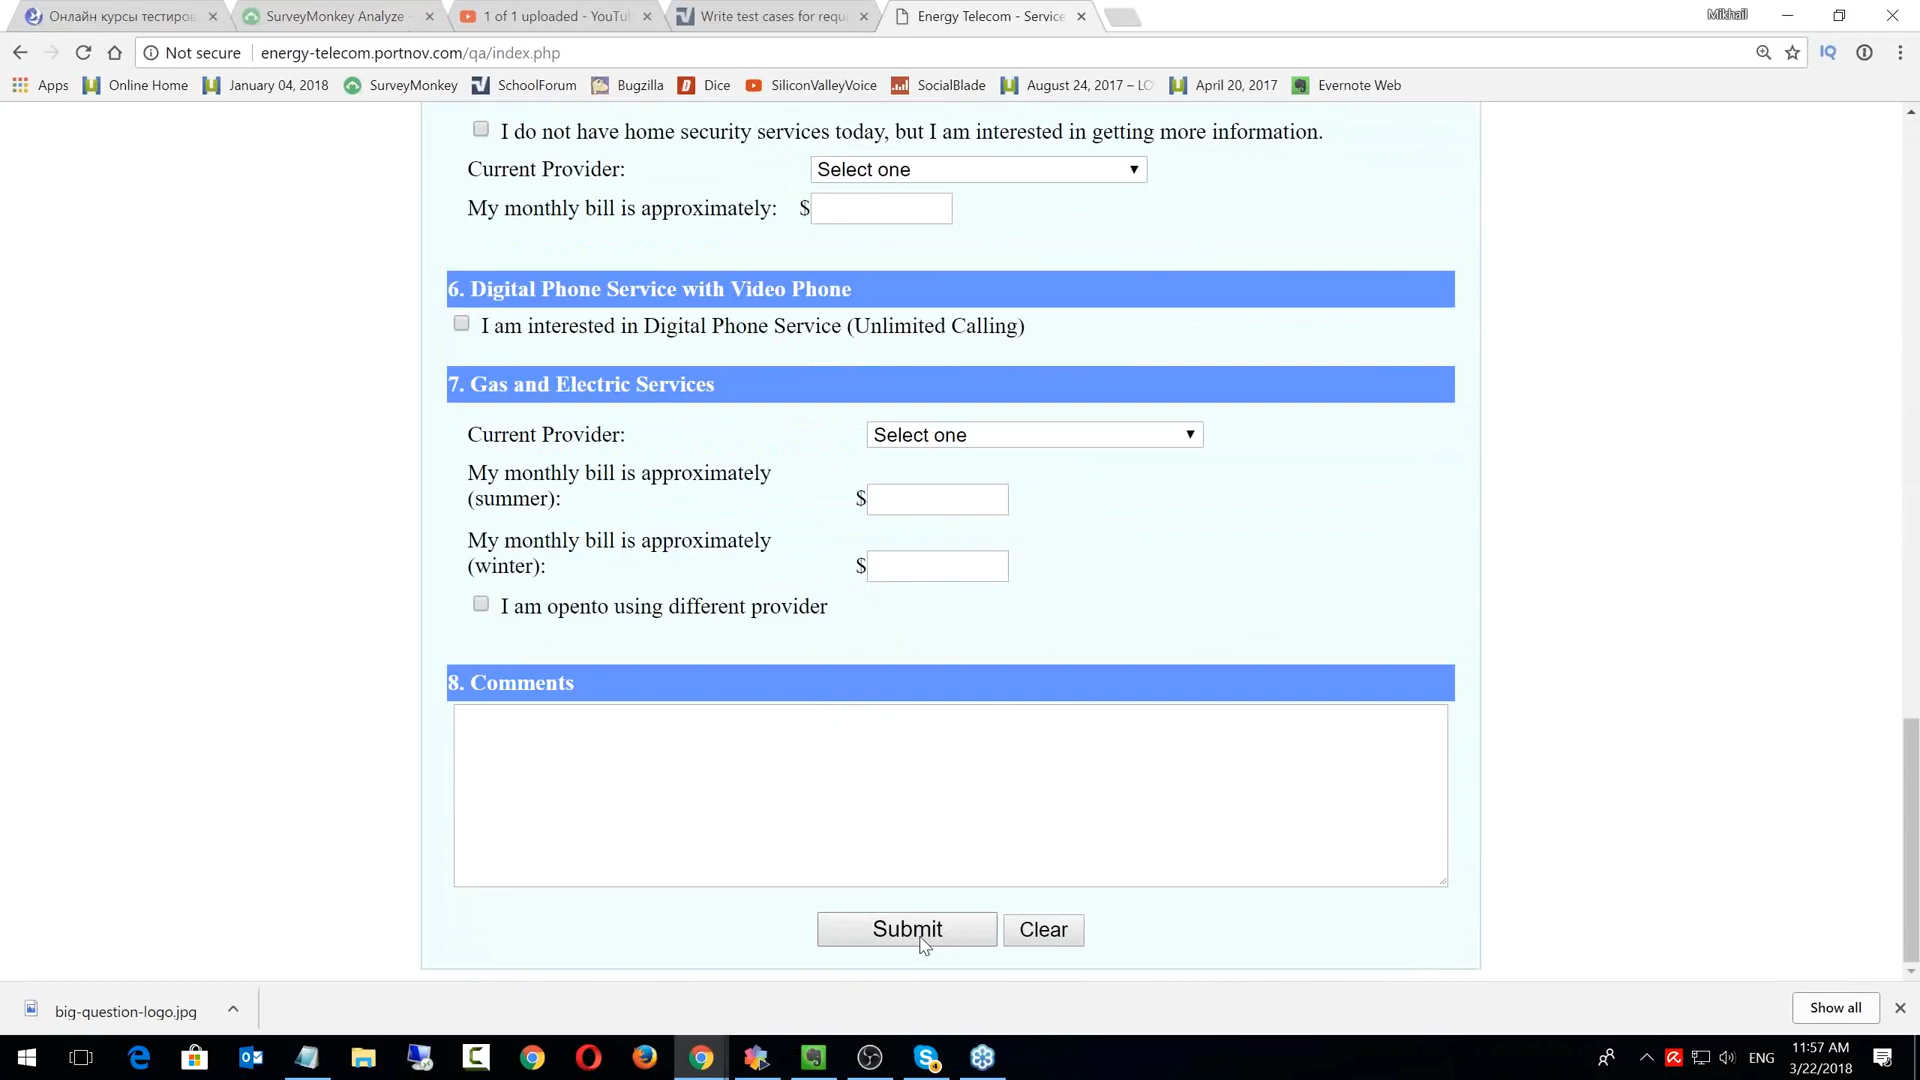 Онлайн курсы тестиров
SurveyMonkey Analyze -
1 of 1 uploaded - YouTu
Write test cases for requ
Energy Telecom - Service
Mikhail
Not secure
energy-telecom.portnov.com/qa/index.php
Apps
Online Home
January 04, 2018
SurveyMonkey
SchoolForum
Bugzilla
Dice
SiliconValleyVoice
SocialBlade
August 24, 2017 – LO
April 20, 2017
Evernote Web
I do not have home security services today, but I am interested in getting more information.
Current Provider:
Select one
My monthly bill is approximately: $
6. Digital Phone Service with Video Phone
I am interested in Digital Phone Service (Unlimited Calling)
7. Gas and Electric Services
Current Provider:
Select one
My monthly bill is approximately
(summer): $
My monthly bill is approximately
(winter): $
I am opento using different provider
8. Comments
Submit
Clear
big-question-logo.jpg
Show all
ENG
11:57 AM
3/22/2018